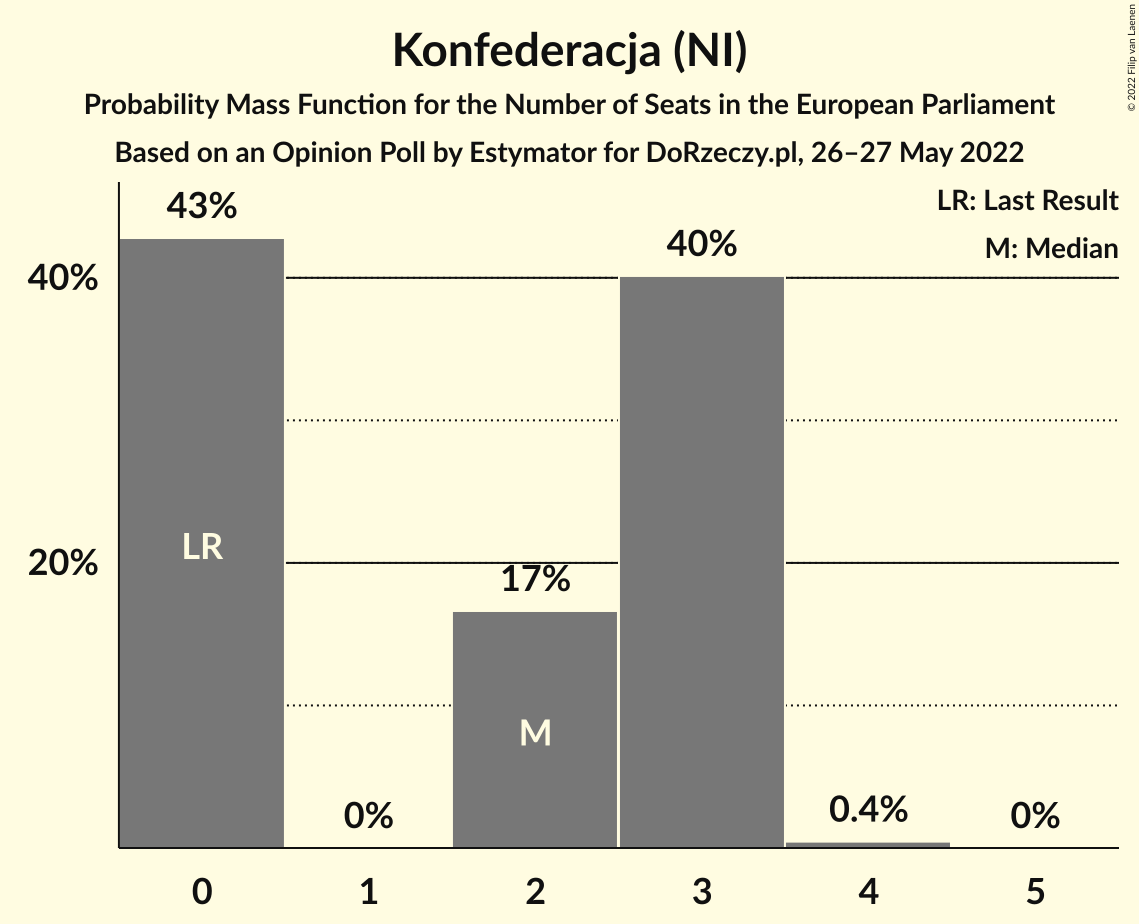 Konfederacja (NI)
Probability Mass Function for the Number of Seats in the European Parliament
Based on an Opinion Poll by Estymator for DoRzeczy.pl, 26–27 May 2022
© 2022 Filip van Laenen
LR: Last Result
M: Median
43%
40%
40%
LR
20%
17%
M
0%
0.4%
0%
0
1
2
3
4
5